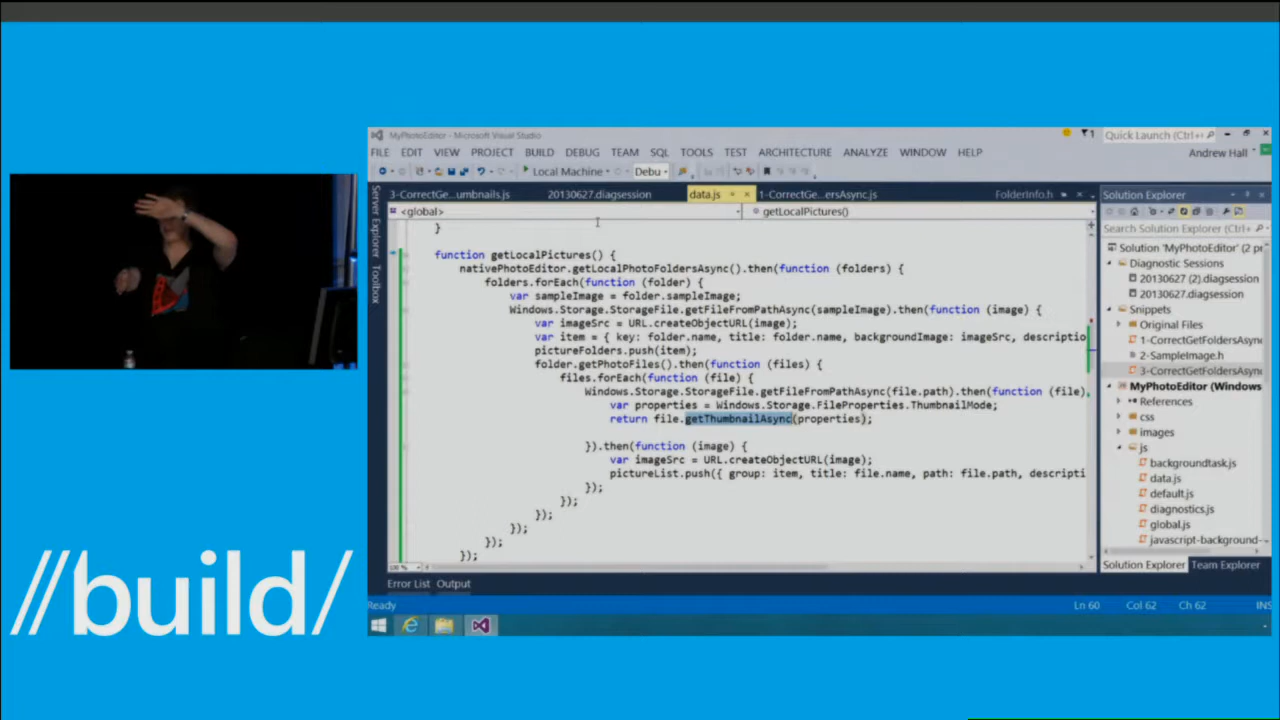 MyPhotoEditor - Microsoft Visual Studio
1
Quick Launch (Ctrl+
FILE EDIT VIEW PROJECT BUILD DEBUG TEAM SQL TOOLS TEST ARCHITECTURE ANALYZE WINDOW HELP
Andrew Hall
Local Machine Debu
3-CorrectGe...umbnails.js 20130627.diagsession data.js 1-CorrectGe...ersAsync.js FolderInfo.h
<global> getLocalPictures()
Server Explorer Toolbox
}
function getLocalPictures() {
nativePhotoEditor.getLocalPhotoFoldersAsync().then(function (folders) {
folders.forEach(function (folder) {
var sampleImage = folder.sampleImage;
Windows.Storage.StorageFile.getFileFromPathAsync(sampleImage).then(function (image) {
var imageSrc = URL.createObjectURL(image);
var item = { key: folder.name, title: folder.name, backgroundImage: imageSrc, descriptio
pictureFolders.push(item);
folder.getPhotoFiles().then(function (files) {
files.forEach(function (file) {
Windows.Storage.StorageFile.getFileFromPathAsync(file.path).then(function (file)
var properties = Windows.Storage.FileProperties.ThumbnailMode;
return file.getThumbnailAsync(properties);
}).then(function (image) {
var imageSrc = URL.createObjectURL(image);
pictureList.push({ group: item, title: file.name, path: file.path, descripti
});
});
});
});
});
});
Solution Explorer
Search Solution Explorer (Ctrl+;)
Solution 'MyPhotoEditor' (2 pr
Diagnostic Sessions
20130627 (2).diagsession
20130627.diagsession
Snippets
Original Files
1-CorrectGetFoldersAsyn
2-SampleImage.h
3-CorrectGetFoldersAsyn
MyPhotoEditor (Windows
References
css
images
js
backgroundtask.js
data.js
default.js
diagnostics.js
global.js
javascript-background-
Solution Explorer Team Explorer
Error List Output
Ready Ln 60 Col 62 Ch 62 INS
//build/